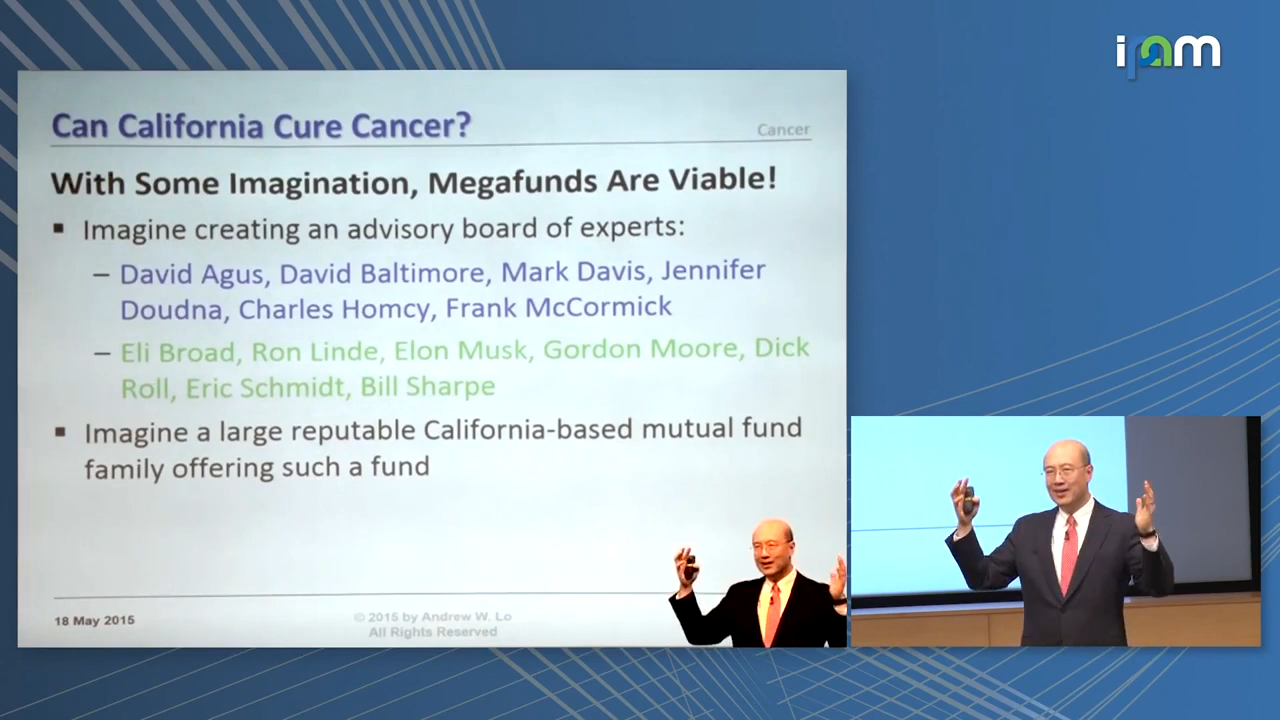 ipam
Can California Cure Cancer?
Cancer
With Some Imagination, Megafunds Are Viable!
▪ Imagine creating an advisory board of experts:
– David Agus, David Baltimore, Mark Davis, Jennifer
Doudna, Charles Homcy, Frank McCormick
– Eli Broad, Ron Linde, Elon Musk, Gordon Moore, Dick
Roll, Eric Schmidt, Bill Sharpe
▪ Imagine a large reputable California-based mutual fund
family offering such a fund
18 May 2015
© 2015 by Andrew W. Lo
All Rights Reserved